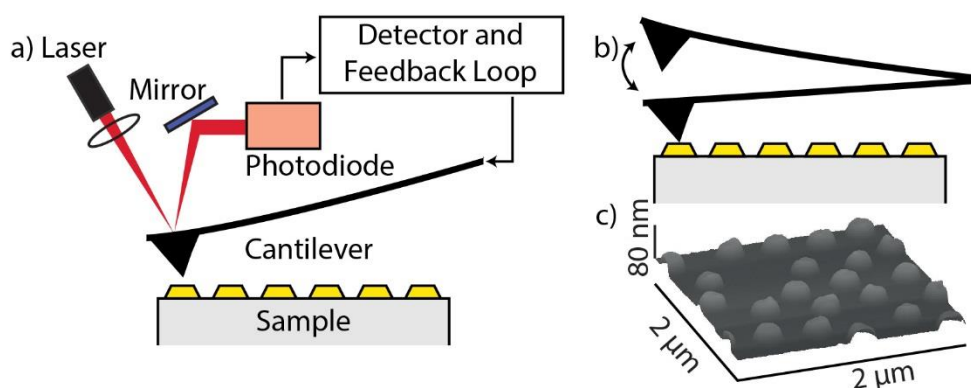 a) Laser
Mirror
Detector and
Feedback Loop
Photodiode
Cantilever
Sample
b)
c)
80 nm
2 µm
2 µm